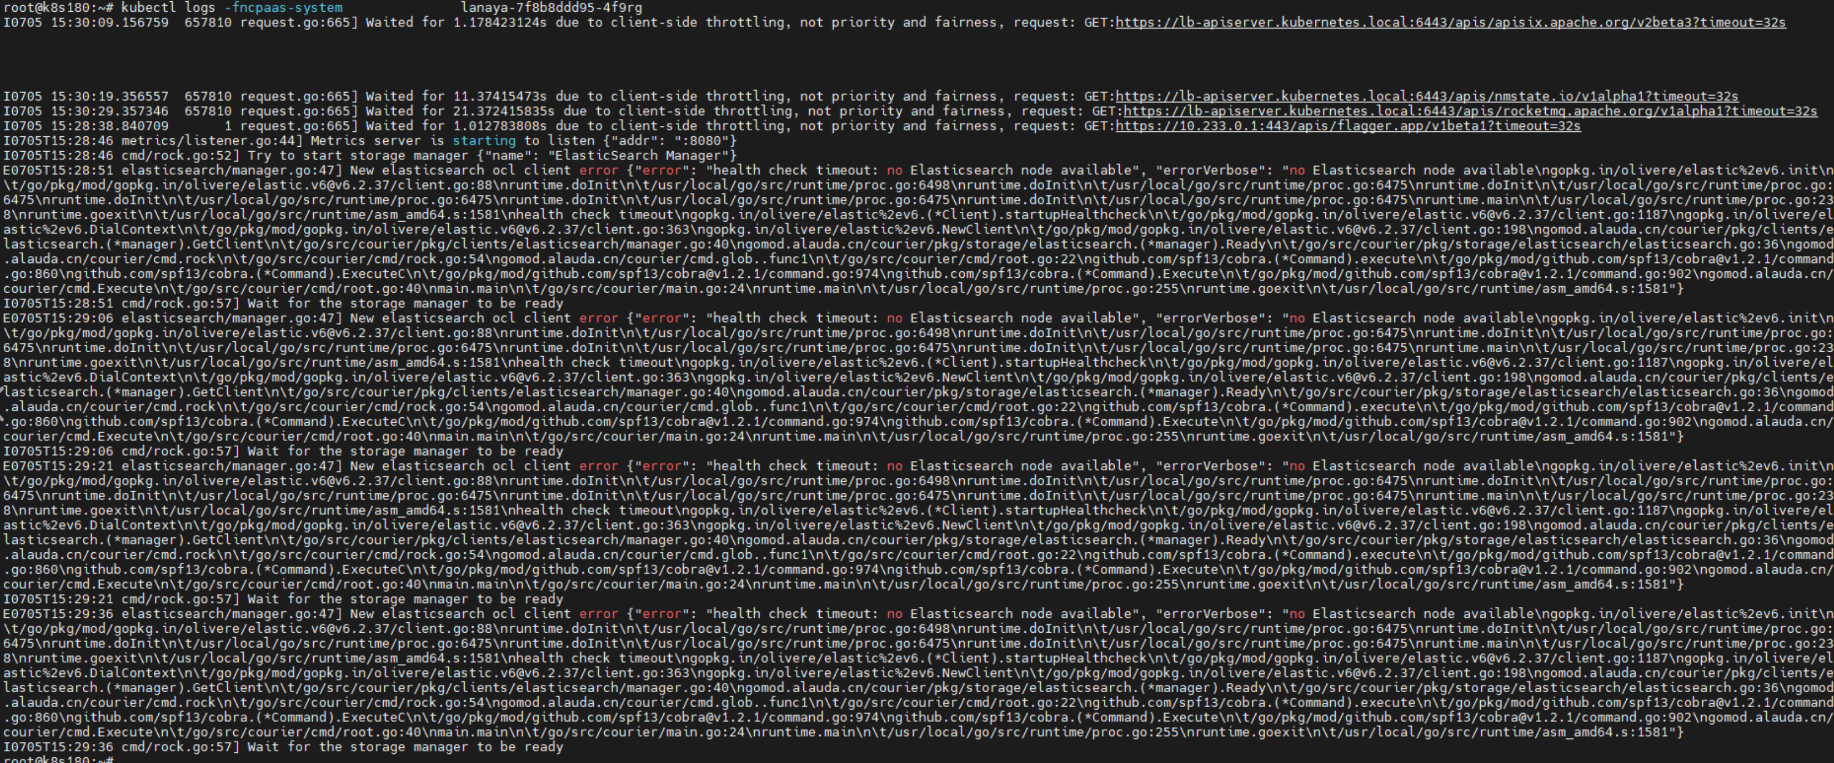 root@k8s180:~# kubectl logs -fncpaas-system               lanaya-7f8b8ddd95-4f9rg
I0705 15:30:09.156759  657810 request.go:665] Waited for 1.178423124s due to client-side throttling, not priority and fairness, request: GET:https://lb-apiserver.kubernetes.local:6443/apis/apisix.apache.org/v2beta3?timeout=32s
I0705 15:30:19.356557  657810 request.go:665] Waited for 11.37415473s due to client-side throttling, not priority and fairness, request: GET:https://lb-apiserver.kubernetes.local:6443/apis/nmstate.io/v1alpha1?timeout=32s
I0705 15:30:29.357346  657810 request.go:665] Waited for 21.372415835s due to client-side throttling, not priority and fairness, request: GET:https://lb-apiserver.kubernetes.local:6443/apis/rocketmq.apache.org/v1alpha1?timeout=32s
I0705 15:28:38.840709       1 request.go:665] Waited for 1.012783808s due to client-side throttling, not priority and fairness, request: GET:https://10.233.0.1:443/apis/flagger.app/v1beta1?timeout=32s
I0705T15:28:46 metrics/listener.go:44] Metrics server is starting to listen {"addr": ":8080"}
I0705T15:28:46 cmd/rock.go:52] Try to start storage manager {"name": "ElasticSearch Manager"}
E0705T15:28:51 elasticsearch/manager.go:47] New elasticsearch ocl client error {"error": "health check timeout: no Elasticsearch node available", "errorVerbose": "no Elasticsearch node available\ngopkg.in/olivere/elastic%2ev6.init\n
\t/go/pkg/mod/gopkg.in/olivere/elastic.v6@v6.2.37/client.go:88\nruntime.doInit\n\t/usr/local/go/src/runtime/proc.go:6498\nruntime.doInit\n\t/usr/local/go/src/runtime/proc.go:6475\nruntime.doInit\n\t/usr/local/go/src/runtime/proc.go:
6475\nruntime.doInit\n\t/usr/local/go/src/runtime/proc.go:6475\nruntime.doInit\n\t/usr/local/go/src/runtime/proc.go:6475\nruntime.main\n\t/usr/local/go/src/runtime/proc.go:23
8\nruntime.goexit\n\t/usr/local/go/src/runtime/asm_amd64.s:1581\nhealth check timeout\ngopkg.in/olivere/elastic%2ev6.(*Client).startupHealthcheck\n\t/go/pkg/mod/gopkg.in/olivere/elastic.v6@v6.2.37/client.go:1187\ngopkg.in/olivere/el
astic%2ev6.DialContext\n\t/go/pkg/mod/gopkg.in/olivere/elastic.v6@v6.2.37/client.go:363\ngopkg.in/olivere/elastic%2ev6.NewClient\n\t/go/pkg/mod/gopkg.in/olivere/elastic.v6@v6.2.37/client.go:198\ngomod.alauda.cn/courier/pkg/clients/e
lasticsearch.(*manager).GetClient\n\t/go/src/courier/pkg/clients/elasticsearch/manager.go:40\ngomod.alauda.cn/courier/pkg/storage/elasticsearch.(*manager).Ready\n\t/go/src/courier/pkg/storage/elasticsearch/elasticsearch.go:36\ngomod
.alauda.cn/courier/cmd.rock\n\t/go/src/courier/cmd/rock.go:54\ngomod.alauda.cn/courier/cmd.glob..func1\n\t/go/src/courier/cmd/root.go:22\ngithub.com/spf13/cobra.(*Command).execute\n\t/go/pkg/mod/github.com/spf13/cobra@v1.2.1/command
.go:860\ngithub.com/spf13/cobra.(*Command).ExecuteC\n\t/go/pkg/mod/github.com/spf13/cobra@v1.2.1/command.go:974\ngithub.com/spf13/cobra.(*Command).Execute\n\t/go/pkg/mod/github.com/spf13/cobra@v1.2.1/command.go:902\ngomod.alauda.cn/
courier/cmd.Execute\n\t/go/src/courier/cmd/root.go:40\nmain.main\n\t/go/src/courier/main.go:24\nruntime.main\n\t/usr/local/go/src/runtime/proc.go:255\nruntime.goexit\n\t/usr/local/go/src/runtime/asm_amd64.s:1581"}
I0705T15:28:51 cmd/rock.go:57] Wait for the storage manager to be ready
E0705T15:29:06 elasticsearch/manager.go:47] New elasticsearch ocl client error {"error": "health check timeout: no Elasticsearch node available", "errorVerbose": "no Elasticsearch node available\ngopkg.in/olivere/elastic%2ev6.init\n
\t/go/pkg/mod/gopkg.in/olivere/elastic.v6@v6.2.37/client.go:88\nruntime.doInit\n\t/usr/local/go/src/runtime/proc.go:6498\nruntime.doInit\n\t/usr/local/go/src/runtime/proc.go:6475\nruntime.doInit\n\t/usr/local/go/src/runtime/proc.go:
6475\nruntime.doInit\n\t/usr/local/go/src/runtime/proc.go:6475\nruntime.doInit\n\t/usr/local/go/src/runtime/proc.go:6475\nruntime.main\n\t/usr/local/go/src/runtime/proc.go:23
8\nruntime.goexit\n\t/usr/local/go/src/runtime/asm_amd64.s:1581\nhealth check timeout\ngopkg.in/olivere/elastic%2ev6.(*Client).startupHealthcheck\n\t/go/pkg/mod/gopkg.in/olivere/elastic.v6@v6.2.37/client.go:1187\ngopkg.in/olivere/el
astic%2ev6.DialContext\n\t/go/pkg/mod/gopkg.in/olivere/elastic.v6@v6.2.37/client.go:363\ngopkg.in/olivere/elastic%2ev6.NewClient\n\t/go/pkg/mod/gopkg.in/olivere/elastic.v6@v6.2.37/client.go:198\ngomod.alauda.cn/courier/pkg/clients/e
lasticsearch.(*manager).GetClient\n\t/go/src/courier/pkg/clients/elasticsearch/manager.go:40\ngomod.alauda.cn/courier/pkg/storage/elasticsearch.(*manager).Ready\n\t/go/src/courier/pkg/storage/elasticsearch/elasticsearch.go:36\ngomod
.alauda.cn/courier/cmd.rock\n\t/go/src/courier/cmd/rock.go:54\ngomod.alauda.cn/courier/cmd.glob..func1\n\t/go/src/courier/cmd/root.go:22\ngithub.com/spf13/cobra.(*Command).execute\n\t/go/pkg/mod/github.com/spf13/cobra@v1.2.1/command
.go:860\ngithub.com/spf13/cobra.(*Command).ExecuteC\n\t/go/pkg/mod/github.com/spf13/cobra@v1.2.1/command.go:974\ngithub.com/spf13/cobra.(*Command).Execute\n\t/go/pkg/mod/github.com/spf13/cobra@v1.2.1/command.go:902\ngomod.alauda.cn/
courier/cmd.Execute\n\t/go/src/courier/cmd/root.go:40\nmain.main\n\t/go/src/courier/main.go:24\nruntime.main\n\t/usr/local/go/src/runtime/proc.go:255\nruntime.goexit\n\t/usr/local/go/src/runtime/asm_amd64.s:1581"}
I0705T15:29:06 cmd/rock.go:57] Wait for the storage manager to be ready
E0705T15:29:21 elasticsearch/manager.go:47] New elasticsearch ocl client error {"error": "health check timeout: no Elasticsearch node available", "errorVerbose": "no Elasticsearch node available\ngopkg.in/olivere/elastic%2ev6.init\n
\t/go/pkg/mod/gopkg.in/olivere/elastic.v6@v6.2.37/client.go:88\nruntime.doInit\n\t/usr/local/go/src/runtime/proc.go:6498\nruntime.doInit\n\t/usr/local/go/src/runtime/proc.go:6475\nruntime.doInit\n\t/usr/local/go/src/runtime/proc.go:
6475\nruntime.doInit\n\t/usr/local/go/src/runtime/proc.go:6475\nruntime.doInit\n\t/usr/local/go/src/runtime/proc.go:6475\nruntime.main\n\t/usr/local/go/src/runtime/proc.go:23
8\nruntime.goexit\n\t/usr/local/go/src/runtime/asm_amd64.s:1581\nhealth check timeout\ngopkg.in/olivere/elastic%2ev6.(*Client).startupHealthcheck\n\t/go/pkg/mod/gopkg.in/olivere/elastic.v6@v6.2.37/client.go:1187\ngopkg.in/olivere/el
astic%2ev6.DialContext\n\t/go/pkg/mod/gopkg.in/olivere/elastic.v6@v6.2.37/client.go:363\ngopkg.in/olivere/elastic%2ev6.NewClient\n\t/go/pkg/mod/gopkg.in/olivere/elastic.v6@v6.2.37/client.go:198\ngomod.alauda.cn/courier/pkg/clients/e
lasticsearch.(*manager).GetClient\n\t/go/src/courier/pkg/clients/elasticsearch/manager.go:40\ngomod.alauda.cn/courier/pkg/storage/elasticsearch.(*manager).Ready\n\t/go/src/courier/pkg/storage/elasticsearch/elasticsearch.go:36\ngomod
.alauda.cn/courier/cmd.rock\n\t/go/src/courier/cmd/rock.go:54\ngomod.alauda.cn/courier/cmd.glob..func1\n\t/go/src/courier/cmd/root.go:22\ngithub.com/spf13/cobra.(*Command).execute\n\t/go/pkg/mod/github.com/spf13/cobra@v1.2.1/command
.go:860\ngithub.com/spf13/cobra.(*Command).ExecuteC\n\t/go/pkg/mod/github.com/spf13/cobra@v1.2.1/command.go:974\ngithub.com/spf13/cobra.(*Command).Execute\n\t/go/pkg/mod/github.com/spf13/cobra@v1.2.1/command.go:902\ngomod.alauda.cn/
courier/cmd.Execute\n\t/go/src/courier/cmd/root.go:40\nmain.main\n\t/go/src/courier/main.go:24\nruntime.main\n\t/usr/local/go/src/runtime/proc.go:255\nruntime.goexit\n\t/usr/local/go/src/runtime/asm_amd64.s:1581"}
I0705T15:29:21 cmd/rock.go:57] Wait for the storage manager to be ready
E0705T15:29:36 elasticsearch/manager.go:47] New elasticsearch ocl client error {"error": "health check timeout: no Elasticsearch node available", "errorVerbose": "no Elasticsearch node available\ngopkg.in/olivere/elastic%2ev6.init\n
\t/go/pkg/mod/gopkg.in/olivere/elastic.v6@v6.2.37/client.go:88\nruntime.doInit\n\t/usr/local/go/src/runtime/proc.go:6498\nruntime.doInit\n\t/usr/local/go/src/runtime/proc.go:6475\nruntime.doInit\n\t/usr/local/go/src/runtime/proc.go:
6475\nruntime.doInit\n\t/usr/local/go/src/runtime/proc.go:6475\nruntime.doInit\n\t/usr/local/go/src/runtime/proc.go:6475\nruntime.main\n\t/usr/local/go/src/runtime/proc.go:23
8\nruntime.goexit\n\t/usr/local/go/src/runtime/asm_amd64.s:1581\nhealth check timeout\ngopkg.in/olivere/elastic%2ev6.(*Client).startupHealthcheck\n\t/go/pkg/mod/gopkg.in/olivere/elastic.v6@v6.2.37/client.go:1187\ngopkg.in/olivere/el
astic%2ev6.DialContext\n\t/go/pkg/mod/gopkg.in/olivere/elastic.v6@v6.2.37/client.go:363\ngopkg.in/olivere/elastic%2ev6.NewClient\n\t/go/pkg/mod/gopkg.in/olivere/elastic.v6@v6.2.37/client.go:198\ngomod.alauda.cn/courier/pkg/clients/e
lasticsearch.(*manager).GetClient\n\t/go/src/courier/pkg/clients/elasticsearch/manager.go:40\ngomod.alauda.cn/courier/pkg/storage/elasticsearch.(*manager).Ready\n\t/go/src/courier/pkg/storage/elasticsearch/elasticsearch.go:36\ngomod
.alauda.cn/courier/cmd.rock\n\t/go/src/courier/cmd/rock.go:54\ngomod.alauda.cn/courier/cmd.glob..func1\n\t/go/src/courier/cmd/root.go:22\ngithub.com/spf13/cobra.(*Command).execute\n\t/go/pkg/mod/github.com/spf13/cobra@v1.2.1/command
.go:860\ngithub.com/spf13/cobra.(*Command).ExecuteC\n\t/go/pkg/mod/github.com/spf13/cobra@v1.2.1/command.go:974\ngithub.com/spf13/cobra.(*Command).Execute\n\t/go/pkg/mod/github.com/spf13/cobra@v1.2.1/command.go:902\ngomod.alauda.cn/
courier/cmd.Execute\n\t/go/src/courier/cmd/root.go:40\nmain.main\n\t/go/src/courier/main.go:24\nruntime.main\n\t/usr/local/go/src/runtime/proc.go:255\nruntime.goexit\n\t/usr/local/go/src/runtime/asm_amd64.s:1581"}
I0705T15:29:36 cmd/rock.go:57] Wait for the storage manager to be ready
root@k8s180:~#